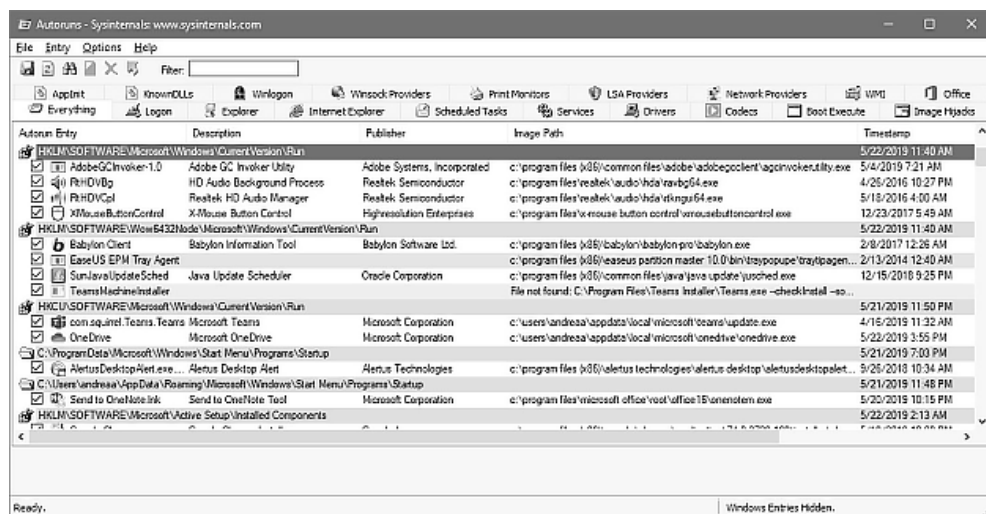 Autoruns - Sysinternals: www.sysinternals.com
File Entry Options Help
Filter:
AppInit KnownDLLs Winlogon Winsock Providers Print Monitors LSA Providers Network Providers WMI Office
Everything Logon Explorer Internet Explorer Scheduled Tasks Services Drivers Codecs Boot Execute Image Hijacks
Autorun Entry Description Publisher Image Path Timestamp
HKLM\SOFTWARE\Microsoft\Windows\CurrentVersion\Run 5/22/2019 11:40 AM
AdobeGCInvoker-1.0 Adobe GC Invoker Utility Adobe Systems, Incorporated c:\program files (x86)\common files\adobe\adobegcclient\agcinvokerutility.exe 5/4/2019 7:21 AM
RtHDVBg HD Audio Background Process Realtek Semiconductor c:\program files\realtek\audio\hda\ravbg64.exe 4/26/2016 10:27 PM
RtHDVCpl Realtek HD Audio Manager Realtek Semiconductor c:\program files\realtek\audio\hda\rtkngui64.exe 5/18/2016 4:00 AM
XMouseButtonControl X-Mouse Button Control Highresolution Enterprises c:\program files\x-mouse button control\xmousebuttoncontrol.exe 12/23/2017 5:49 AM
HKLM\SOFTWARE\Wow6432Node\Microsoft\Windows\CurrentVersion\Run 5/22/2019 11:40 AM
Babylon Client Babylon Information Tool Babylon Software Ltd. c:\program files (x86)\babylon\babylon-pro\babylon.exe 2/8/2017 12:26 AM
EaseUS EPM Tray Agent c:\program files (x86)\easeus partition master 10.0\bin\traypopupe\traytipagen... 2/13/2014 12:40 AM
SunJavaUpdateSched Java Update Scheduler Oracle Corporation c:\program files (x86)\common files\java\java update\jusched.exe 12/15/2018 9:25 PM
TeamsMachineInstaller File not found: C:\Program Files\Teams Installer\Teams.exe --checkInstall --so...
HKCU\SOFTWARE\Microsoft\Windows\CurrentVersion\Run 5/21/2019 11:50 PM
com.squirrel.Teams.Teams Microsoft Teams Microsoft Corporation c:\users\andreaa\appdata\local\microsoft\teams\update.exe 4/16/2019 11:32 AM
OneDrive Microsoft OneDrive Microsoft Corporation c:\users\andreaa\appdata\local\microsoft\onedrive\onedrive.exe 5/22/2019 3:55 PM
C:\ProgramData\Microsoft\Windows\Start Menu\Programs\Startup 5/21/2019 7:03 PM
AlertusDesktopAlert.exe... Alertus Desktop Alert Alertus Technologies c:\program files (x86)\alertus technologies\alertus desktop\alertusdesktopalert... 9/26/2018 10:34 AM
C:\Users\andreaa\AppData\Roaming\Microsoft\Windows\Start Menu\Programs\Startup 5/21/2019 11:48 PM
Send to OneNote.lnk Send to OneNote Tool Microsoft Corporation c:\program files\microsoft office\root\office16\onenotem.exe 5/20/2019 10:15 PM
HKLM\SOFTWARE\Microsoft\Active Setup\Installed Components 5/22/2019 2:13 AM
Ready. Windows Entries Hidden.